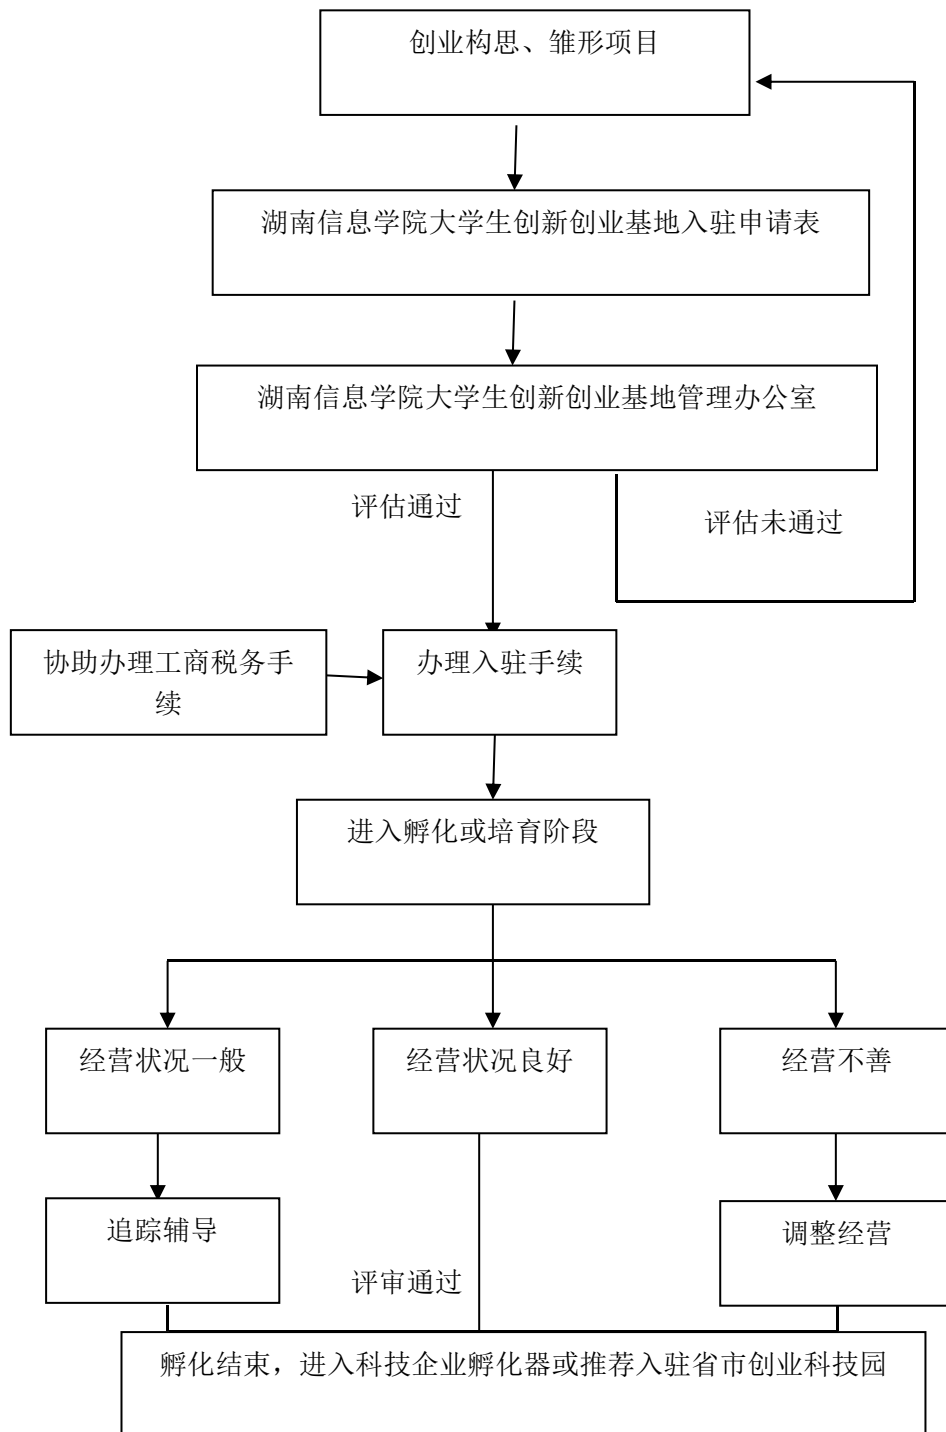 创业构思、雏形项目
湖南信息学院大学生创新创业基地入驻申请表
湖南信息学院大学生创新创业基地管理办公室
评估通过
评估未通过
协助办理工商税务手
续
办理入驻手续
进入孵化或培育阶段
经营状况一般
经营状况良好
经营不善
追踪辅导
调整经营
评审通过
孵化结束，进入科技企业孵化器或推荐入驻省市创业科技园